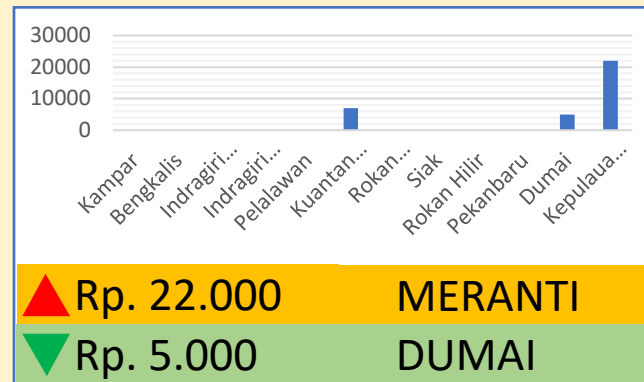 30000
20000
10000
0
Kampar
Bengkalis
Indragiri...
Indragiri...
Pelalawan
Kuantan...
Rokan...
Siak
Rokan Hilir
Pekanbaru
Dumai
Kepulaua...
Rp. 22.000 MERANTI
Rp. 5.000 DUMAI